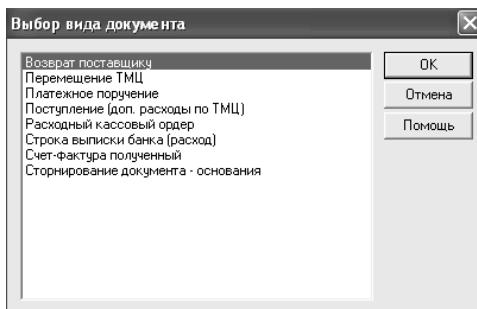 Выбор вида документа
Возврат поставщику
Перемещение ТМЦ
Платежное поручение
Поступление (доп. расходы по ТМЦ)
Расходный кассовый ордер
Строка выписки банка (расход)
Счет-фактура полученный
Сторнирование документа - основания
OK
Отмена
Помощь